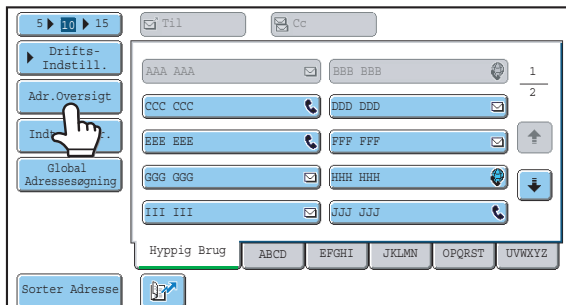 5 10 15
Til
Cc
Drifts-
Indstill.
Adr.Oversigt
Global
Adressesøgning
AAA AAA
BBB BBB
CCC CCC
DDD DDD
EEE EEE
FFF FFF
GGG GGG
HHH HHH
III III
JJJ JJJ
1
2
Hyppig Brug
ABCD
EFGHI
JKLMN
OPQRST
UVWXYZ
Sorter Adresse